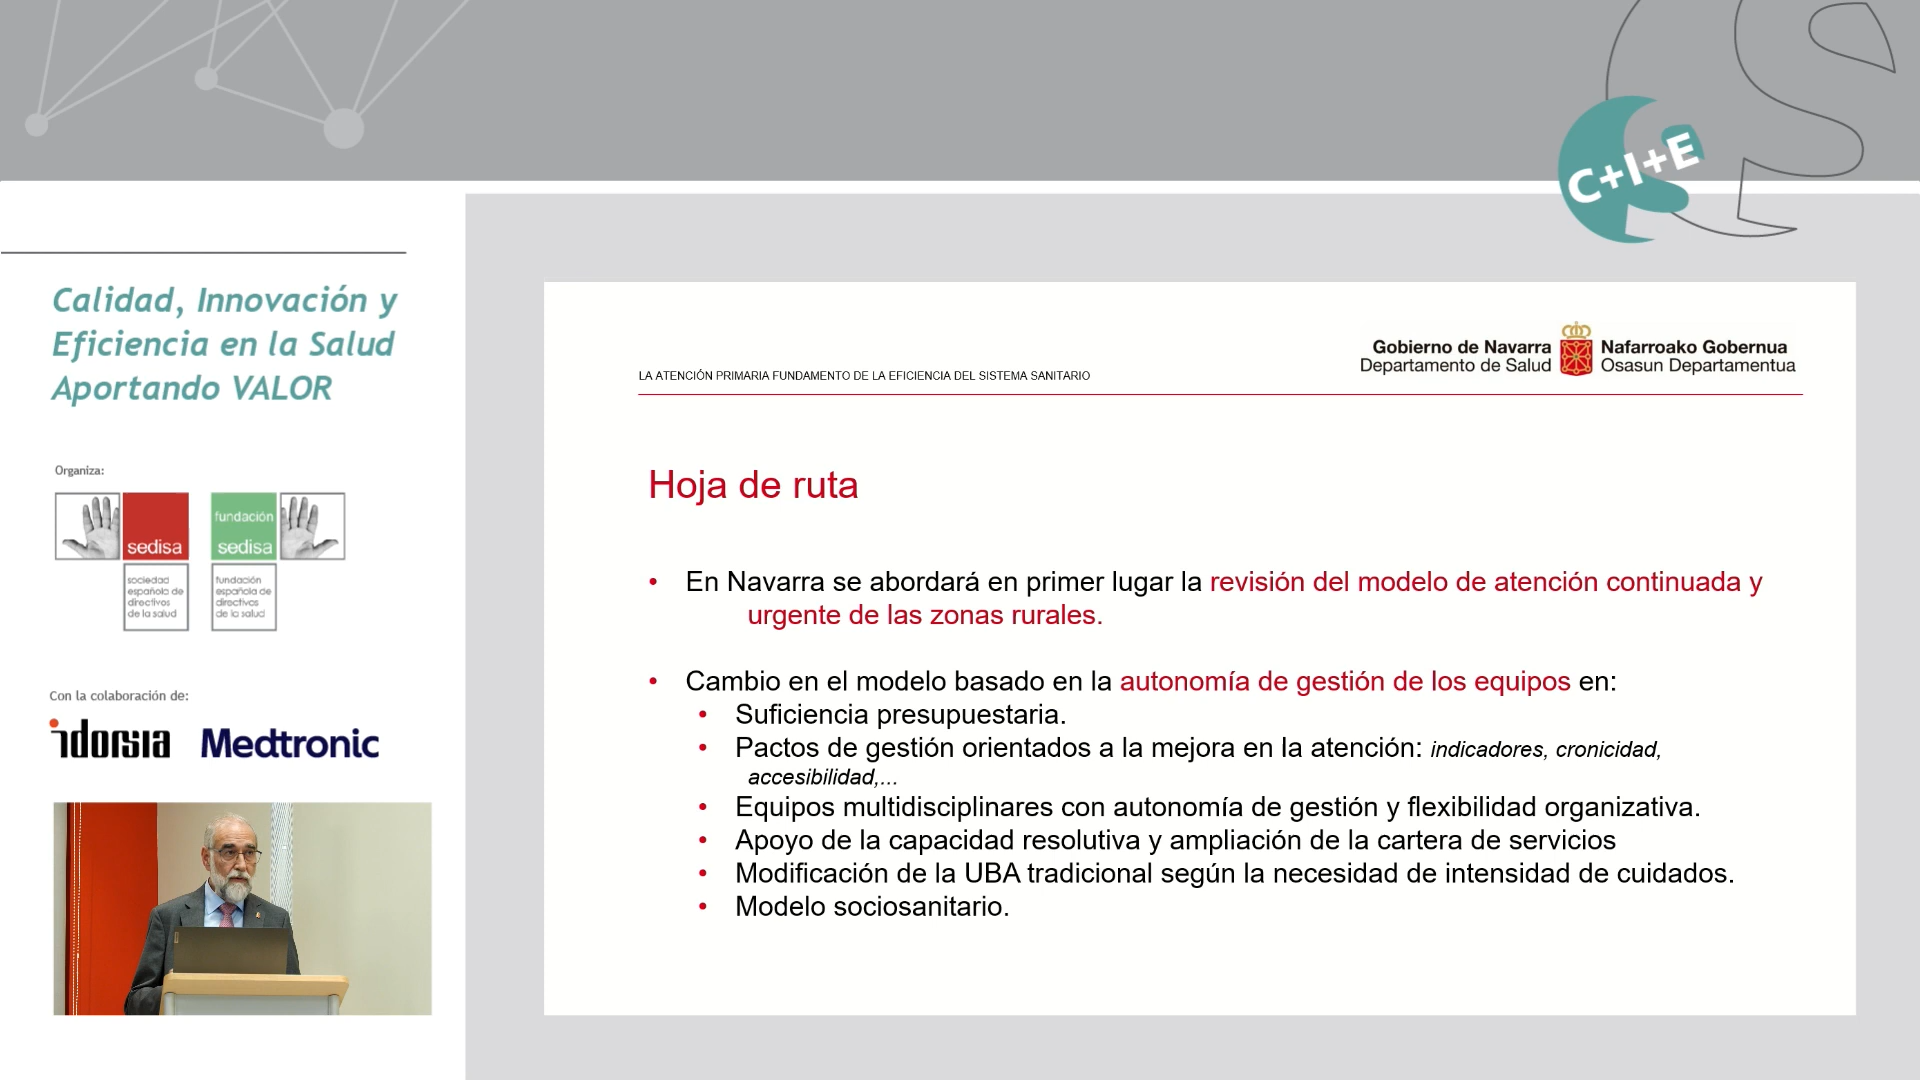 C+I+E
Calidad, Innovación y
Eficiencia en la Salud
Aportando VALOR
Organiza:
sedisa
sociedad
española de
directivos
de la salud
fundación
sedisa
fundación
española de
directivos
de la salud
Con la colaboración de:
idorsia
Medtronic
LA ATENCIÓN PRIMARIA FUNDAMENTO DE LA EFICIENCIA DEL SISTEMA SANITARIO
Gobierno de Navarra
Departamento de Salud
Nafarroako Gobernua
Osasun Departamentua
Hoja de ruta
• En Navarra se abordará en primer lugar la revisión del modelo de atención continuada y
urgente de las zonas rurales.
• Cambio en el modelo basado en la autonomía de gestión de los equipos en:
• Suficiencia presupuestaria.
• Pactos de gestión orientados a la mejora en la atención: indicadores, cronicidad,
accesibilidad,...
• Equipos multidisciplinares con autonomía de gestión y flexibilidad organizativa.
• Apoyo de la capacidad resolutiva y ampliación de la cartera de servicios
• Modificación de la UBA tradicional según la necesidad de intensidad de cuidados.
• Modelo sociosanitario.